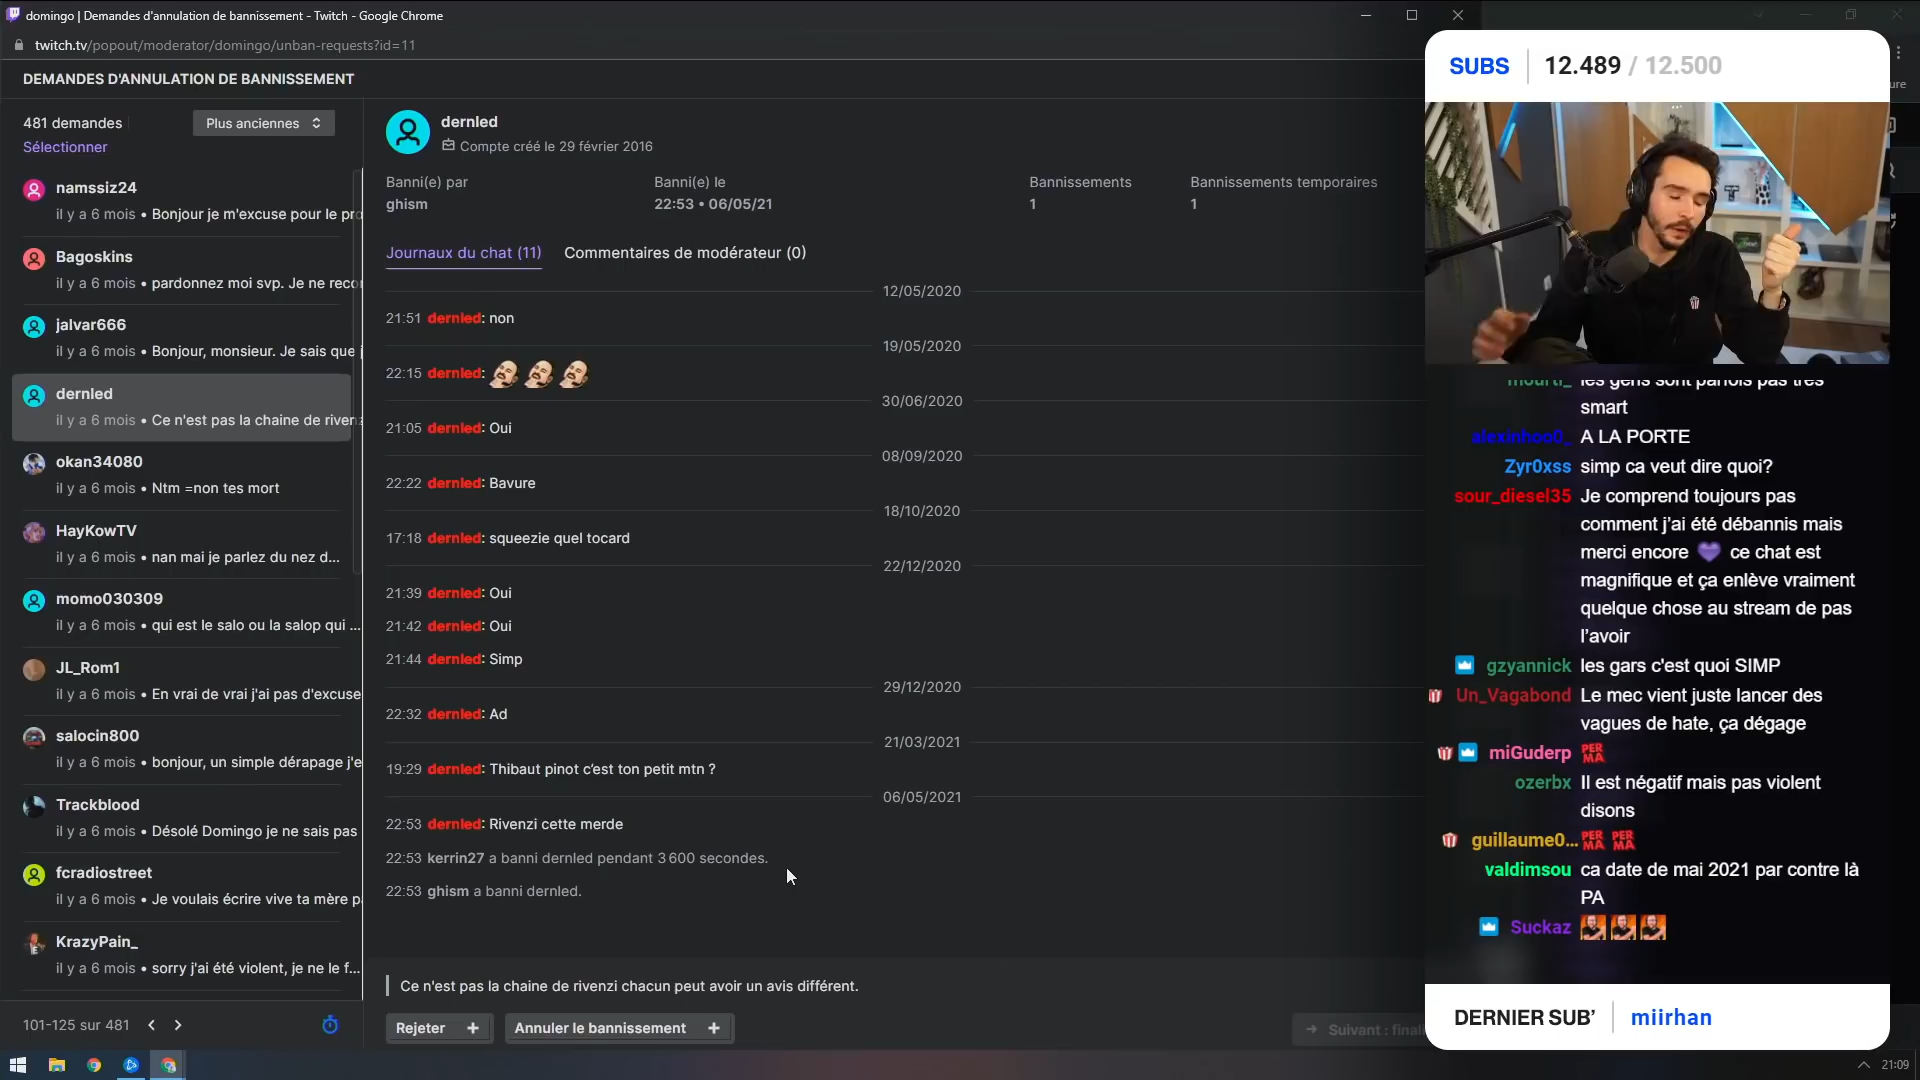 domingo | Demandes d'annulation de bannissement - Twitch - Google Chrome
twitch.tv/popout/moderator/domingo/unban-requests?id=11
DEMANDES D'ANNULATION DE BANNISSEMENT
481 demandes
Plus anciennes
Sélectionner
namssiz24
il y a 6 mois • Bonjour je m'excuse pour le pr
Bagoskins
il y a 6 mois • pardonnez moi svp. Je ne reco
jalvar666
il y a 6 mois • Bonjour, monsieur. Je sais que j
dernled
il y a 6 mois • Ce n'est pas la chaine de riven
okan34080
il y a 6 mois • Ntm =non tes mort
HayKowTV
il y a 6 mois • nan mai je parlez du nez d...
momo030309
il y a 6 mois • qui est le salo ou la salop qui ...
JL_Rom1
il y a 6 mois • En vrai de vrai j'ai pas d'excuse
salocin800
il y a 6 mois • bonjour, un simple dérapage j'e
Trackblood
il y a 6 mois • Désolé Domingo je ne sais pas
fcradiostreet
il y a 6 mois • Je voulais écrire vive ta mère p
KrazyPain_
il y a 6 mois • sorry j'ai été violent, je ne le f...
101-125 sur 481
dernled
Compte créé le 29 février 2016
Banni(e) par
ghism
Banni(e) le
22:53 • 06/05/21
Bannissements
1
Bannissements temporaires
1
Journaux du chat (11)
Commentaires de modérateur (0)
12/05/2020
21:51 dernled: non
19/05/2020
22:15 dernled:
30/06/2020
21:05 dernled: Oui
08/09/2020
22:22 dernled: Bavure
18/10/2020
17:18 dernled: squeezie quel tocard
22/12/2020
21:39 dernled: Oui
21:42 dernled: Oui
21:44 dernled: Simp
29/12/2020
22:32 dernled: Ad
21/03/2021
19:29 dernled: Thibaut pinot c'est ton petit mtn ?
06/05/2021
22:53 dernled: Rivenzi cette merde
22:53 kerrin27 a banni dernled pendant 3 600 secondes.
22:53 ghism a banni dernled.
Ce n'est pas la chaine de rivenzi chacun peut avoir un avis différent.
Rejeter +
Annuler le bannissement +
Suivant : final
SUBS 12.489 / 12.500
ure
mourti_ les gens sont parfois pas très
smart
alexinhoo0_ A LA PORTE
Zyr0xss simp ca veut dire quoi?
sour_diesel35 Je comprend toujours pas
comment j'ai été débannis mais
merci encore 💜 ce chat est
magnifique et ça enlève vraiment
quelque chose au stream de pas
l'avoir
gzyannick les gars c'est quoi SIMP
Un_Vagabond Le mec vient juste lancer des
vagues de hate, ça dégage
miGuderp PERMA
ozerbx Il est négatif mais pas violent
disons
guillaume0... PERMA PERMA
valdimsou ca date de mai 2021 par contre là
PA
Suckaz
DERNIER SUB' miirhan
21:09